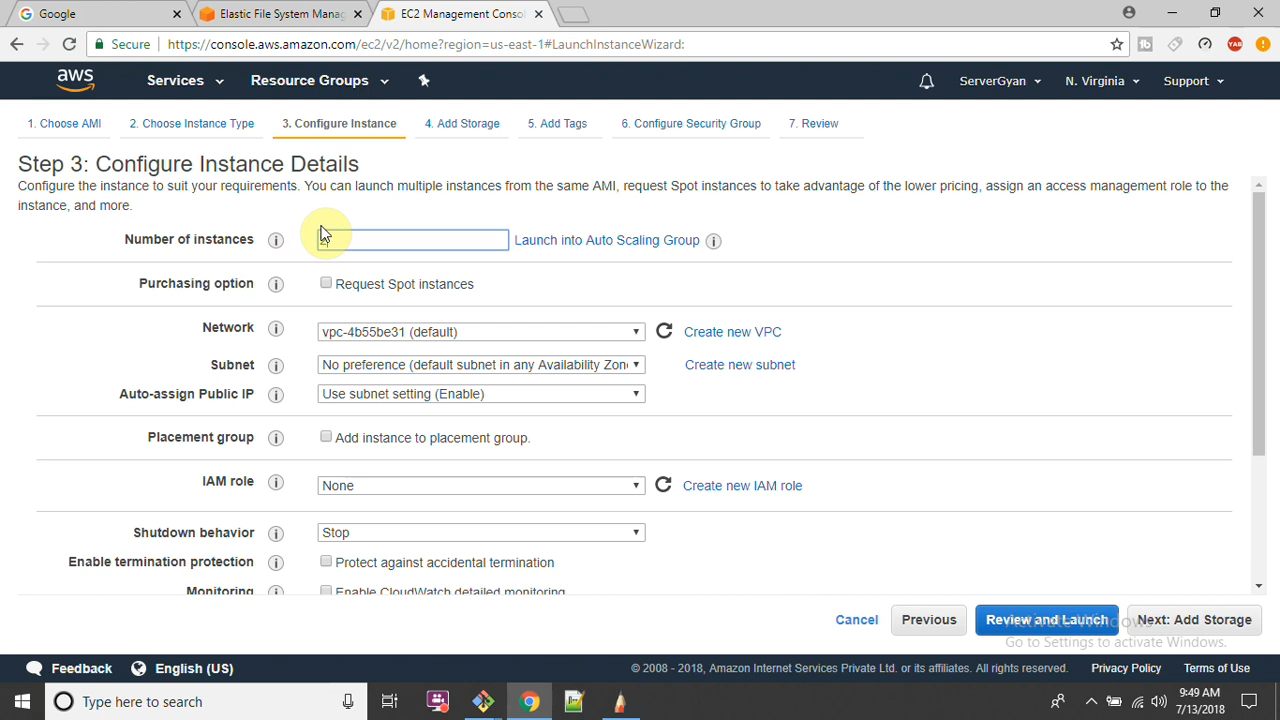 Google
Elastic File System Manag
EC2 Management Consol
Secure
https://console.aws.amazon.com/ec2/v2/home?region=us-east-1#LaunchInstanceWizard:
aws
Services
Resource Groups
ServerGyan
N. Virginia
Support
1. Choose AMI
2. Choose Instance Type
3. Configure Instance
4. Add Storage
5. Add Tags
6. Configure Security Group
7. Review
Step 3: Configure Instance Details
Configure the instance to suit your requirements. You can launch multiple instances from the same AMI, request Spot instances to take advantage of the lower pricing, assign an access management role to the
instance, and more.
Number of instances
Launch into Auto Scaling Group
Purchasing option
Request Spot instances
Network
vpc-4b55be31 (default)
Create new VPC
Subnet
No preference (default subnet in any Availability Zon
Create new subnet
Auto-assign Public IP
Use subnet setting (Enable)
Placement group
Add instance to placement group.
IAM role
None
Create new IAM role
Shutdown behavior
Stop
Enable termination protection
Protect against accidental termination
Monitoring
Enable CloudWatch detailed monitoring
Cancel
Previous
Review and Launch
Next: Add Storage
Activate Windows
Go to Settings to activate Windows.
Feedback
English (US)
© 2008 - 2018, Amazon Internet Services Private Ltd. or its affiliates. All rights reserved.
Privacy Policy
Terms of Use
Type here to search
9:49 AM
7/13/2018